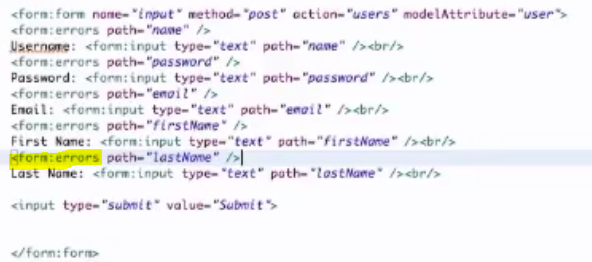 <form:form name="input" method="post" action="users" modelAttribute="user">
<form:errors path="name" />
Username: <form:input type="text" path="name" /><br/>
<form:errors path="password" />
Password: <form:input type="text" path="password" /><br/>
<form:errors path="email" />
Email: <form:input type="text" path="email" /><br/>
<form:errors path="firstName" />
First Name: <form:input type="text" path="firstName" /><br/>
<form:errors path="lastName" />
Last Name: <form:input type="text" path="lastName" /><br/>
<input type="submit" value="Submit">
</form:form>